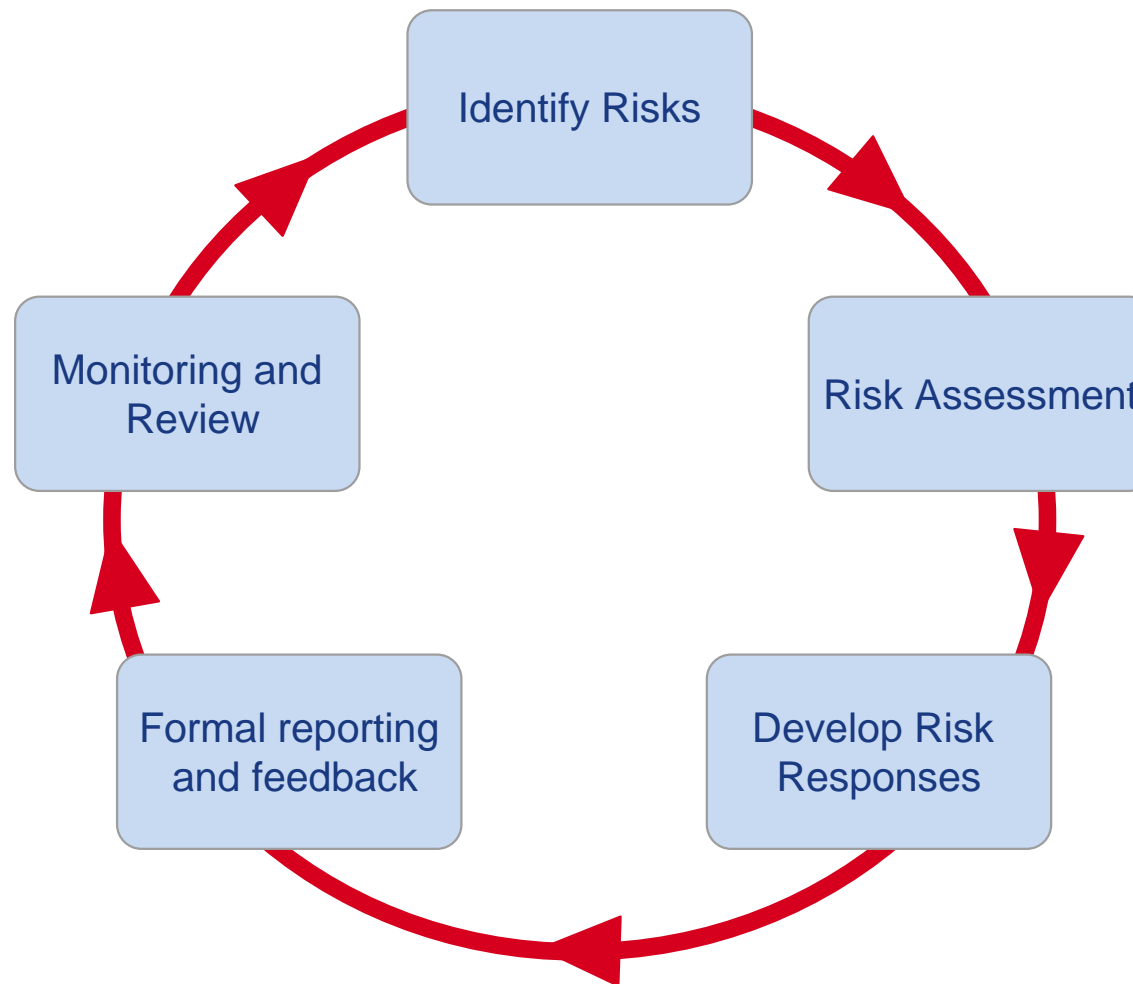 Identify Risks
Risk Assessment
Develop Risk
Responses
Formal reporting
and feedback
Monitoring and
Review